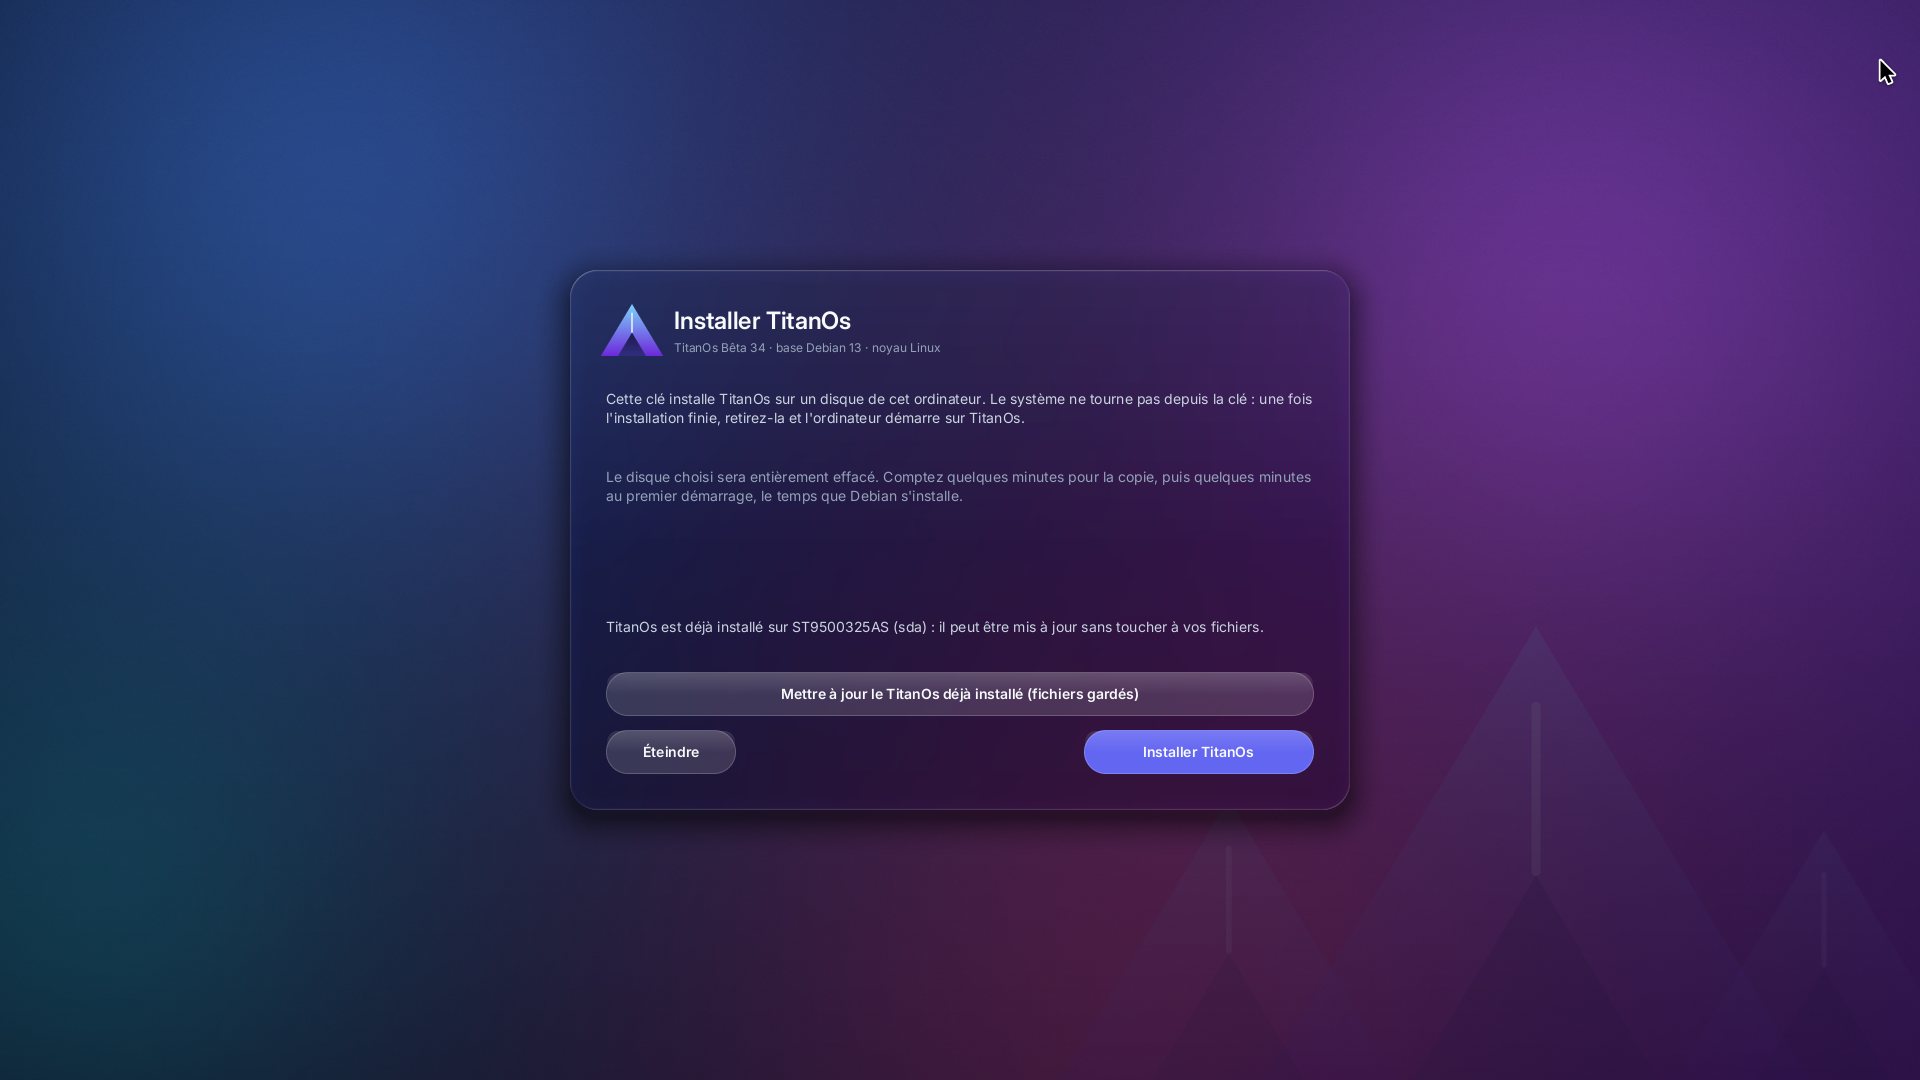 Installer TitanOs
TitanOs Bêta 34 · base Debian 13 · noyau Linux
Cette clé installe TitanOs sur un disque de cet ordinateur. Le système ne tourne pas depuis la clé : une fois
l'installation finie, retirez-la et l'ordinateur démarre sur TitanOs.
Le disque choisi sera entièrement effacé. Comptez quelques minutes pour la copie, puis quelques minutes
au premier démarrage, le temps que Debian s'installe.
TitanOs est déjà installé sur ST9500325AS (sda) : il peut être mis à jour sans toucher à vos fichiers.
Mettre à jour le TitanOs déjà installé (fichiers gardés)
Éteindre
Installer TitanOs